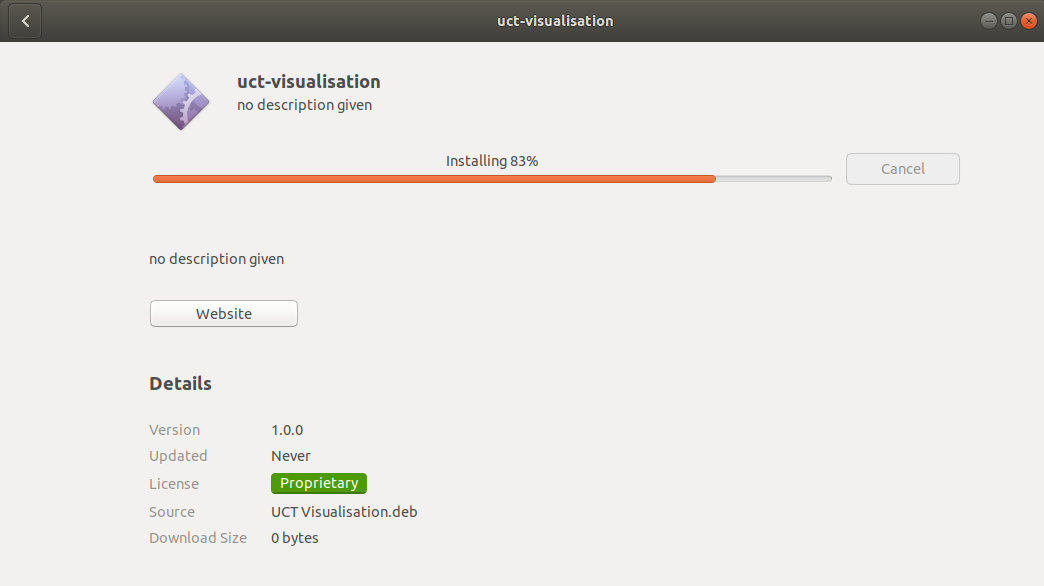 uct-visualisation
uct-visualisation
no description given
Installing 83%
Cancel
no description given
Website
Details
Version 1.0.0
Updated Never
License Proprietary
Source UCT Visualisation.deb
Download Size 0 bytes